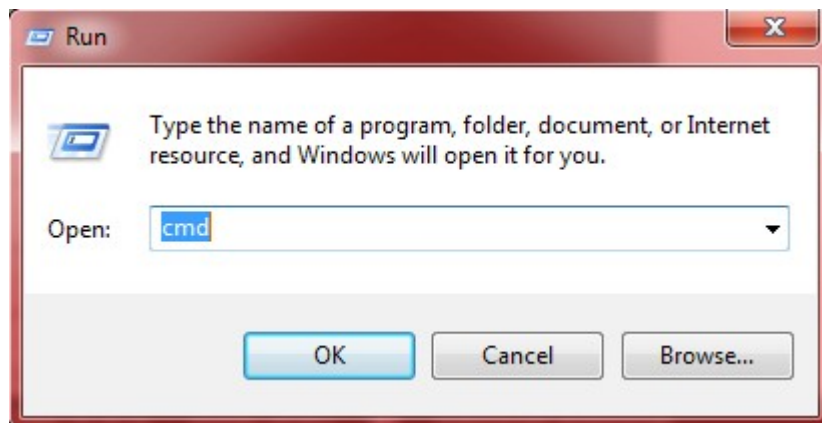 Run
Type the name of a program, folder, document, or Internet
resource, and Windows will open it for you.
Open: cmd
OK Cancel Browse...